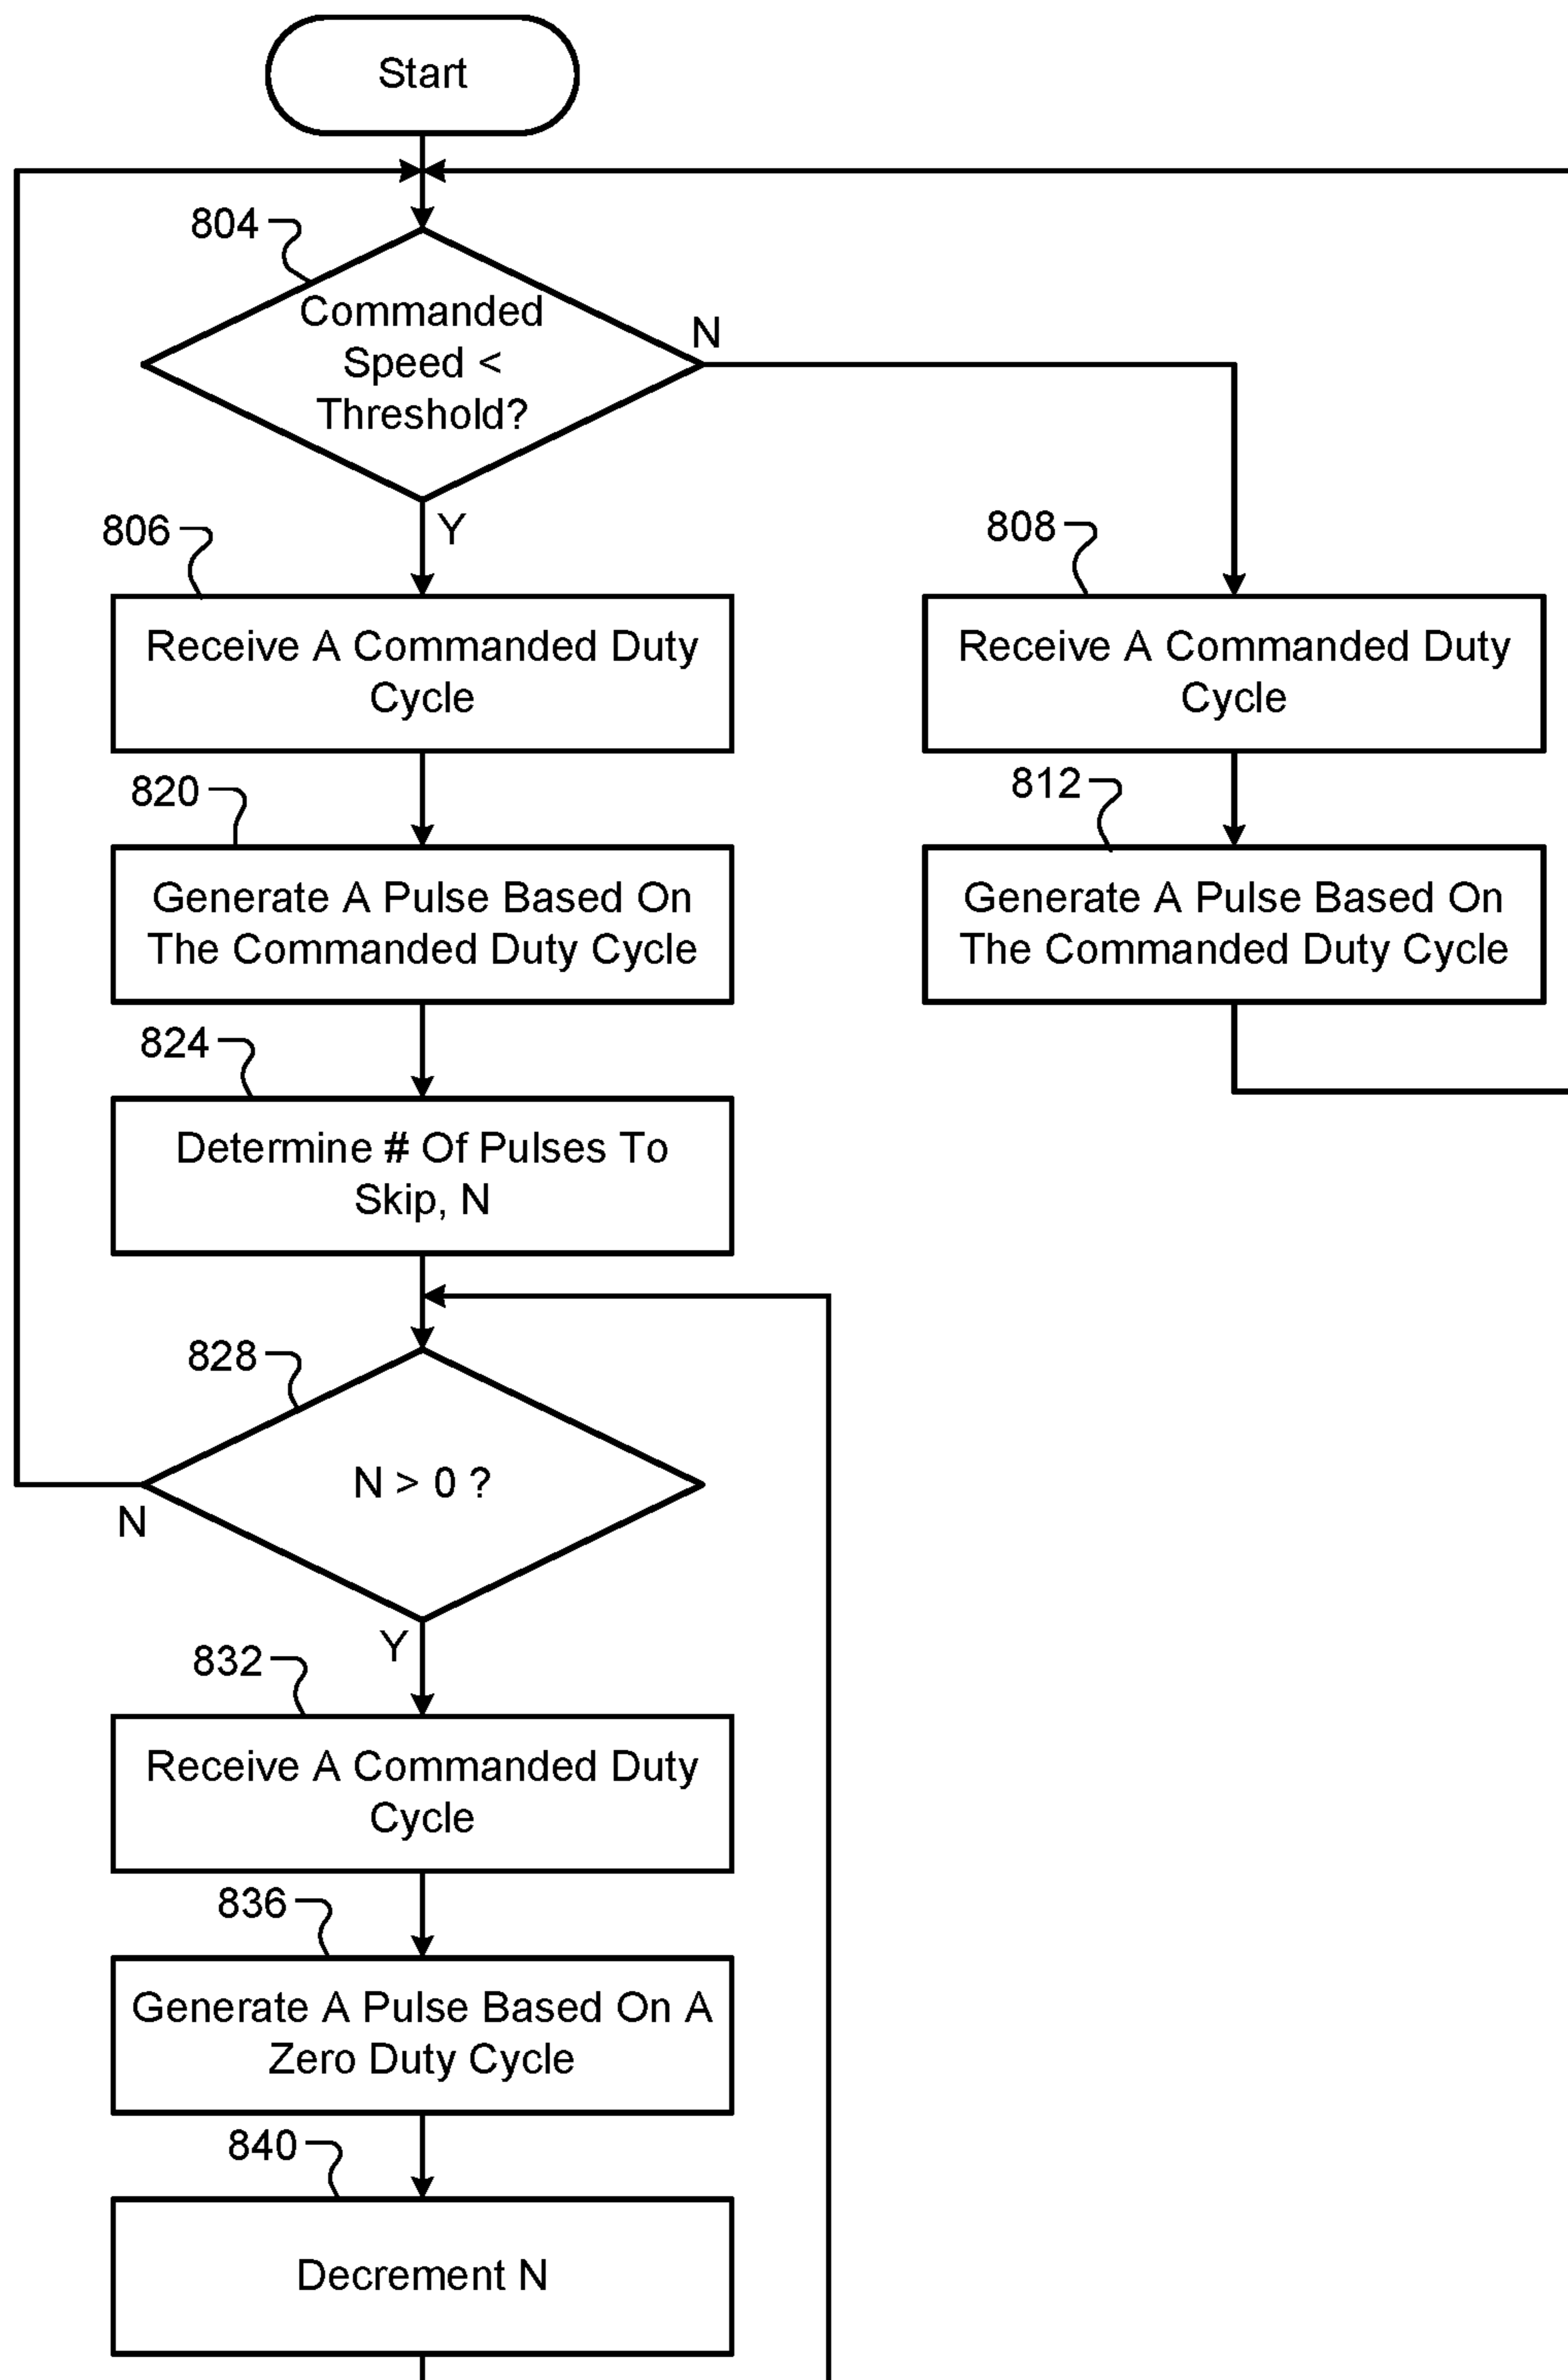 Start
804
Commanded
Speed <
Threshold?
N
Y
806
Receive A Commanded Duty
Cycle
808
Receive A Commanded Duty
Cycle
820
Generate A Pulse Based On
The Commanded Duty Cycle
812
Generate A Pulse Based On
The Commanded Duty Cycle
824
Determine # Of Pulses To
Skip, N
828
N > 0 ?
N
Y
832
Receive A Commanded Duty
Cycle
836
Generate A Pulse Based On A
Zero Duty Cycle
840
Decrement N